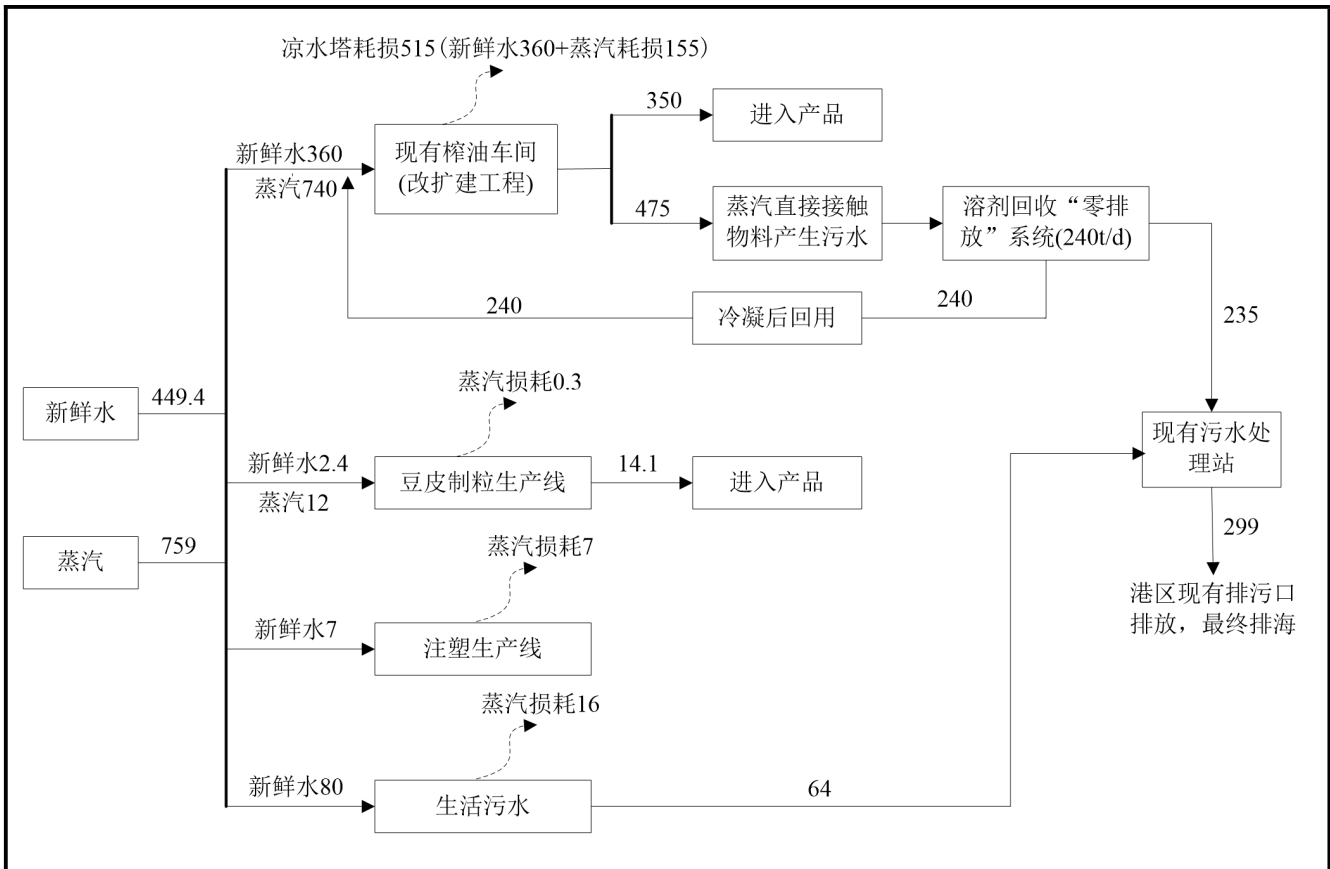 凉水塔耗损515(新鲜水360+蒸汽耗损155)
350
进入产品
新鲜水360
蒸汽740
现有榨油车间
(改扩建工程)
475
蒸汽直接接触
物料产生污水
溶剂回收“零排
放”系统(240t/d)
240
冷凝后回用
240
235
新鲜水
449.4
蒸汽损耗0.3
新鲜水2.4
蒸汽12
豆皮制粒生产线
14.1
进入产品
现有污水处
理站
蒸汽
759
蒸汽损耗7
299
新鲜水7
注塑生产线
港区现有排污口
排放，最终排海
蒸汽损耗16
新鲜水80
生活污水
64